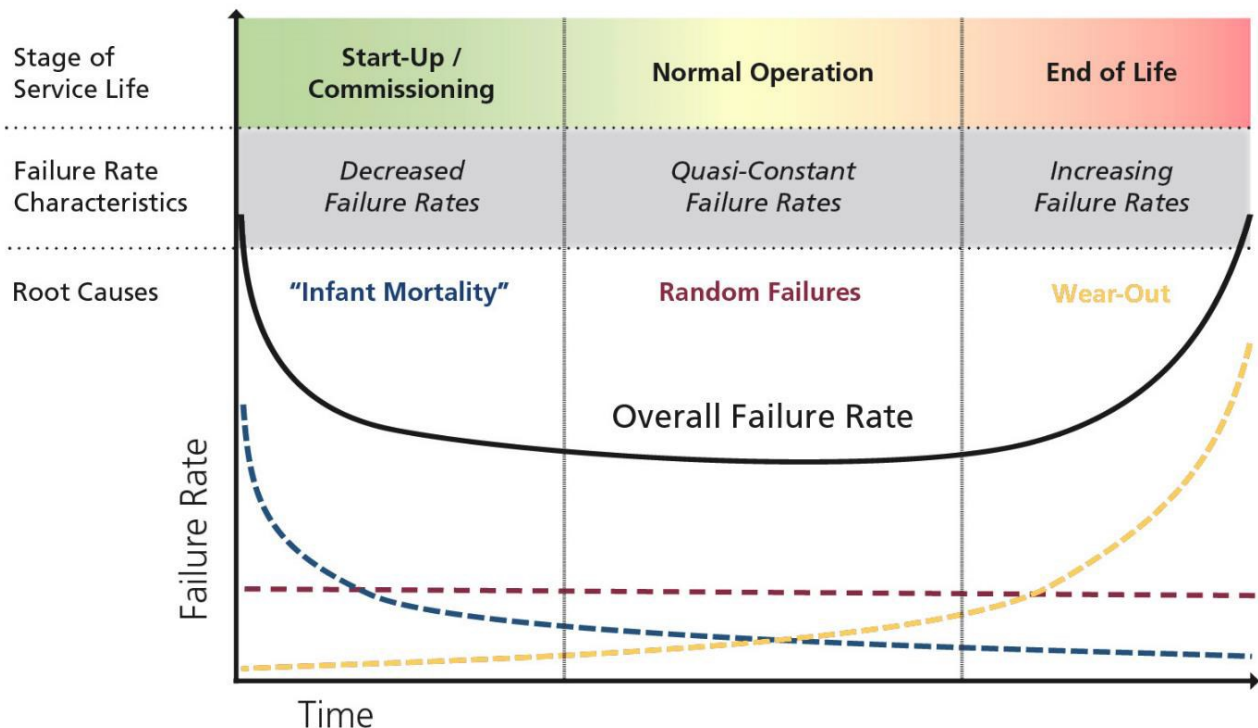 Stage of
Service Life
Start-Up /
Commissioning
Normal Operation
End of Life
Failure Rate
Characteristics
Decreased
Failure Rates
Quasi-Constant
Failure Rates
Increasing
Failure Rates
Root Causes
“Infant Mortality”
Random Failures
Wear-Out
Overall Failure Rate
Failure Rate
Time